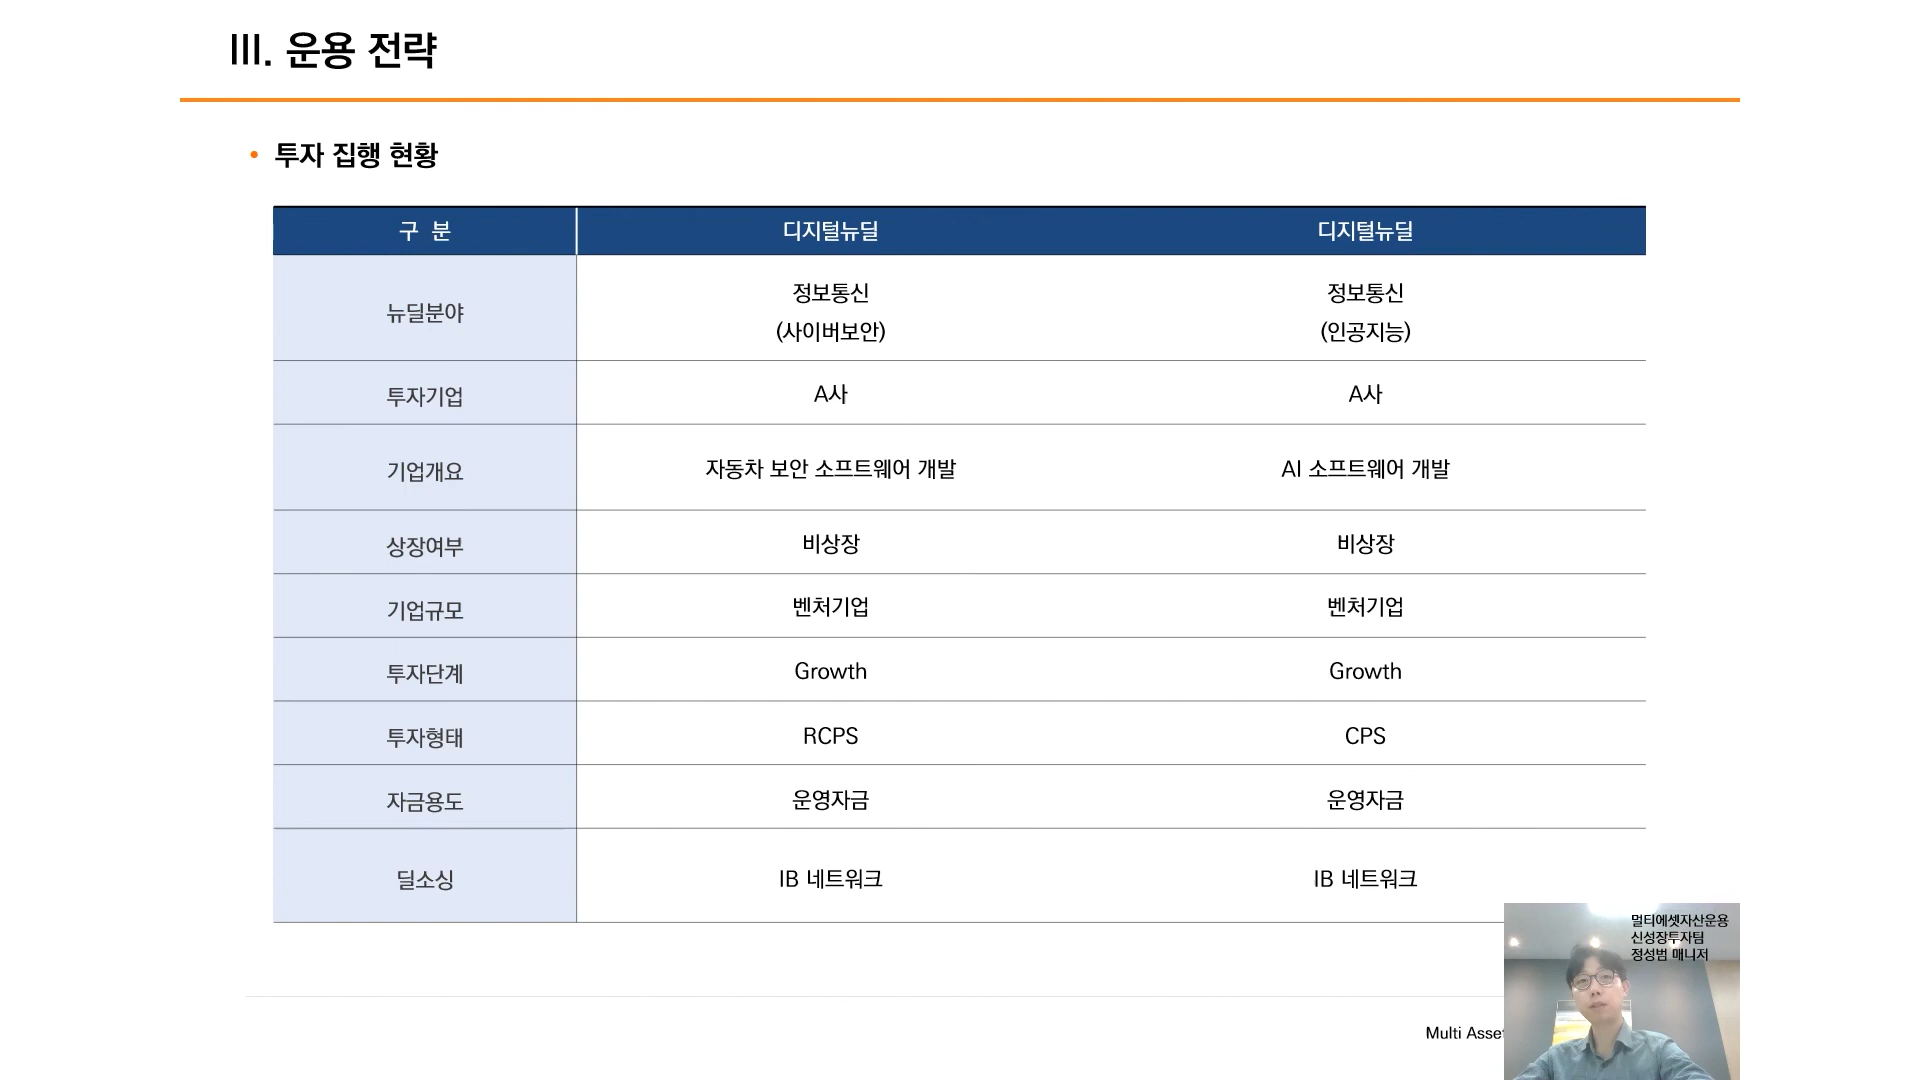 III. 운용 전략
• 투자 집행 현황
구 분 디지털뉴딜 디지털뉴딜
뉴딜분야 정보통신 (사이버보안) 정보통신 (인공지능)
투자기업 A사 A사
기업개요 자동차 보안 소프트웨어 개발 AI 소프트웨어 개발
상장여부 비상장 비상장
기업규모 벤처기업 벤처기업
투자단계 Growth Growth
투자형태 RCPS CPS
자금용도 운영자금 운영자금
딜소싱 IB 네트워크 IB 네트워크
멀티에셋자산운용
신성장투자팀
정성범 매니저
Multi Asset